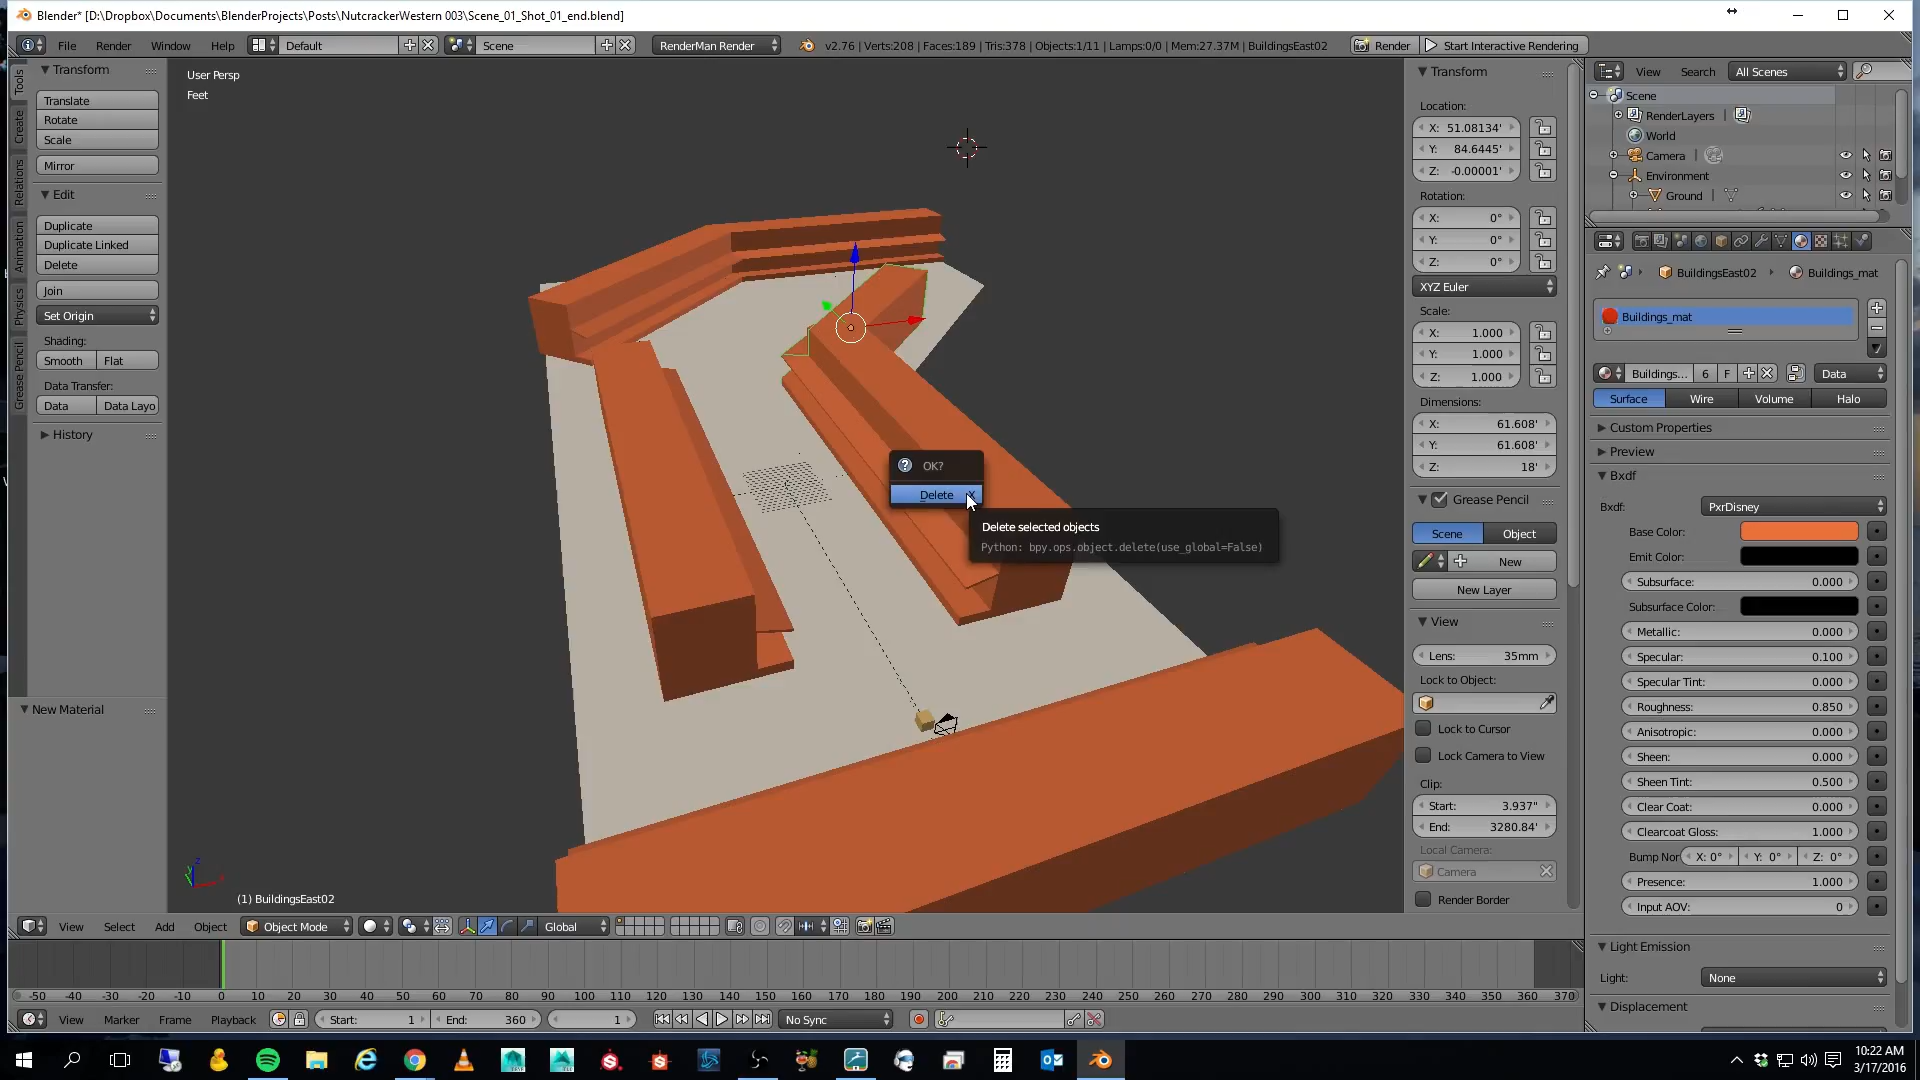 Blender* [D:\Dropbox\Documents\BlenderProjects\Posts\NutcrackerWestern 003\Scene_01_Shot_01_end.blend]
File Render Window Help Default Scene RenderMan Render v2.76 | Verts:208 | Faces:189 | Tris:378 | Objects:1/11 | Lamps:0/0 | Mem:27.37M | BuildingsEast02 Render Start Interactive Rendering
Tools
Create
Relations
Animation
Physics
Grease Pencil
Transform
Translate
Rotate
Scale
Mirror
Edit
Duplicate
Duplicate Linked
Delete
Join
Set Origin
Shading:
Smooth Flat
Data Transfer:
Data Data Layo
History
New Material
User Persp
Feet
OK?
Delete X
Delete selected objects
Python: bpy.ops.object.delete(use_global=False)
z
(1) BuildingsEast02
Transform
Location:
X: 51.08134'
Y: 84.6445'
Z: -0.00001'
Rotation:
X: 0°
Y: 0°
Z: 0°
XYZ Euler
Scale:
X: 1.000
Y: 1.000
Z: 1.000
Dimensions:
X: 61.608'
Y: 61.608'
Z: 18'
Grease Pencil
Scene Object
New
New Layer
View
Lens: 35mm
Lock to Object:
Lock to Cursor
Lock Camera to View
Clip:
Start: 3.937"
End: 3280.84'
Local Camera:
Camera
Render Border
View Search All Scenes
Scene
RenderLayers |
World
Camera |
Environment
Ground |
BuildingsEast02 Buildings_mat
Buildings_mat
Buildings... 6 F Data
Surface Wire Volume Halo
Custom Properties
Preview
Bxdf
Bxdf: PxrDisney
Base Color:
Emit Color:
Subsurface: 0.000
Subsurface Color:
Metallic: 0.000
Specular: 0.100
Specular Tint: 0.000
Roughness: 0.850
Anisotropic: 0.000
Sheen: 0.000
Sheen Tint: 0.500
Clear Coat: 0.000
Clearcoat Gloss: 1.000
Bump Nor X: 0° Y: 0° Z: 0°
Presence: 1.000
Input AOV: 0
Light Emission
Light: None
Displacement
View Select Add Object Object Mode Global
-50 -40 -30 -20 -10 0 10 20 30 40 50 60 70 80 90 100 110 120 130 140 150 160 170 180 190 200 210 220 230 240 250 260 270 280 290 300 310 320 330 340 350 360 370
View Marker Frame Playback Start: 1 End: 360 1 No Sync
10:22 AM
3/17/2016